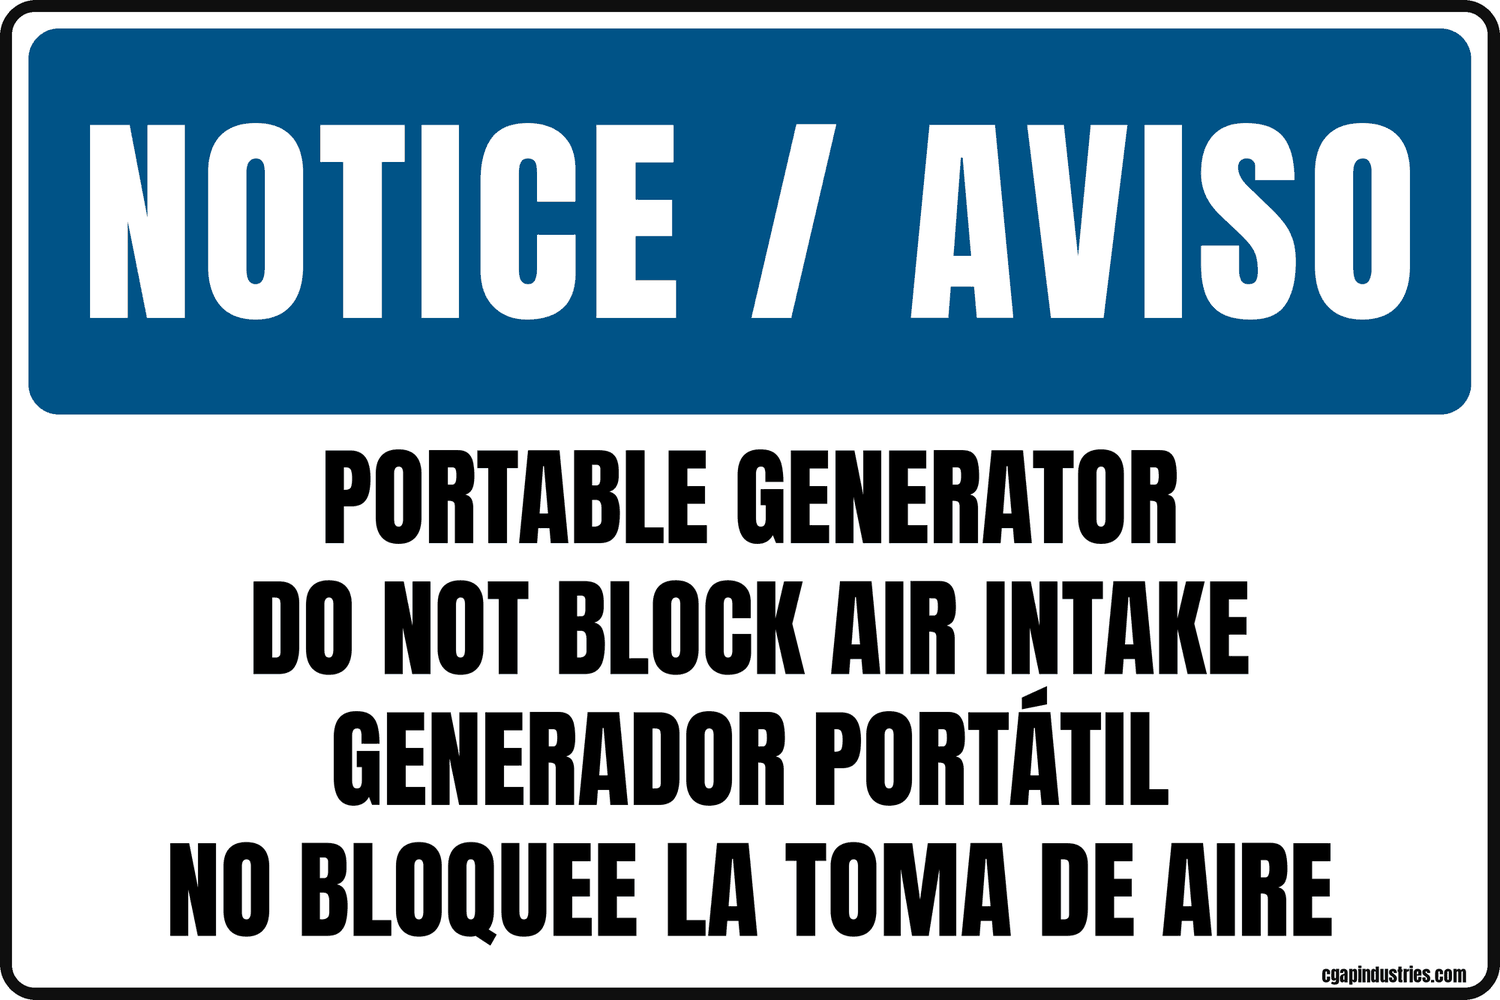 NOTICE / AVISO
PORTABLE GENERATOR
DO NOT BLOCK AIR INTAKE
GENERADOR PORTÁTIL
NO BLOQUEE LA TOMA DE AIRE
cgapindustries.com